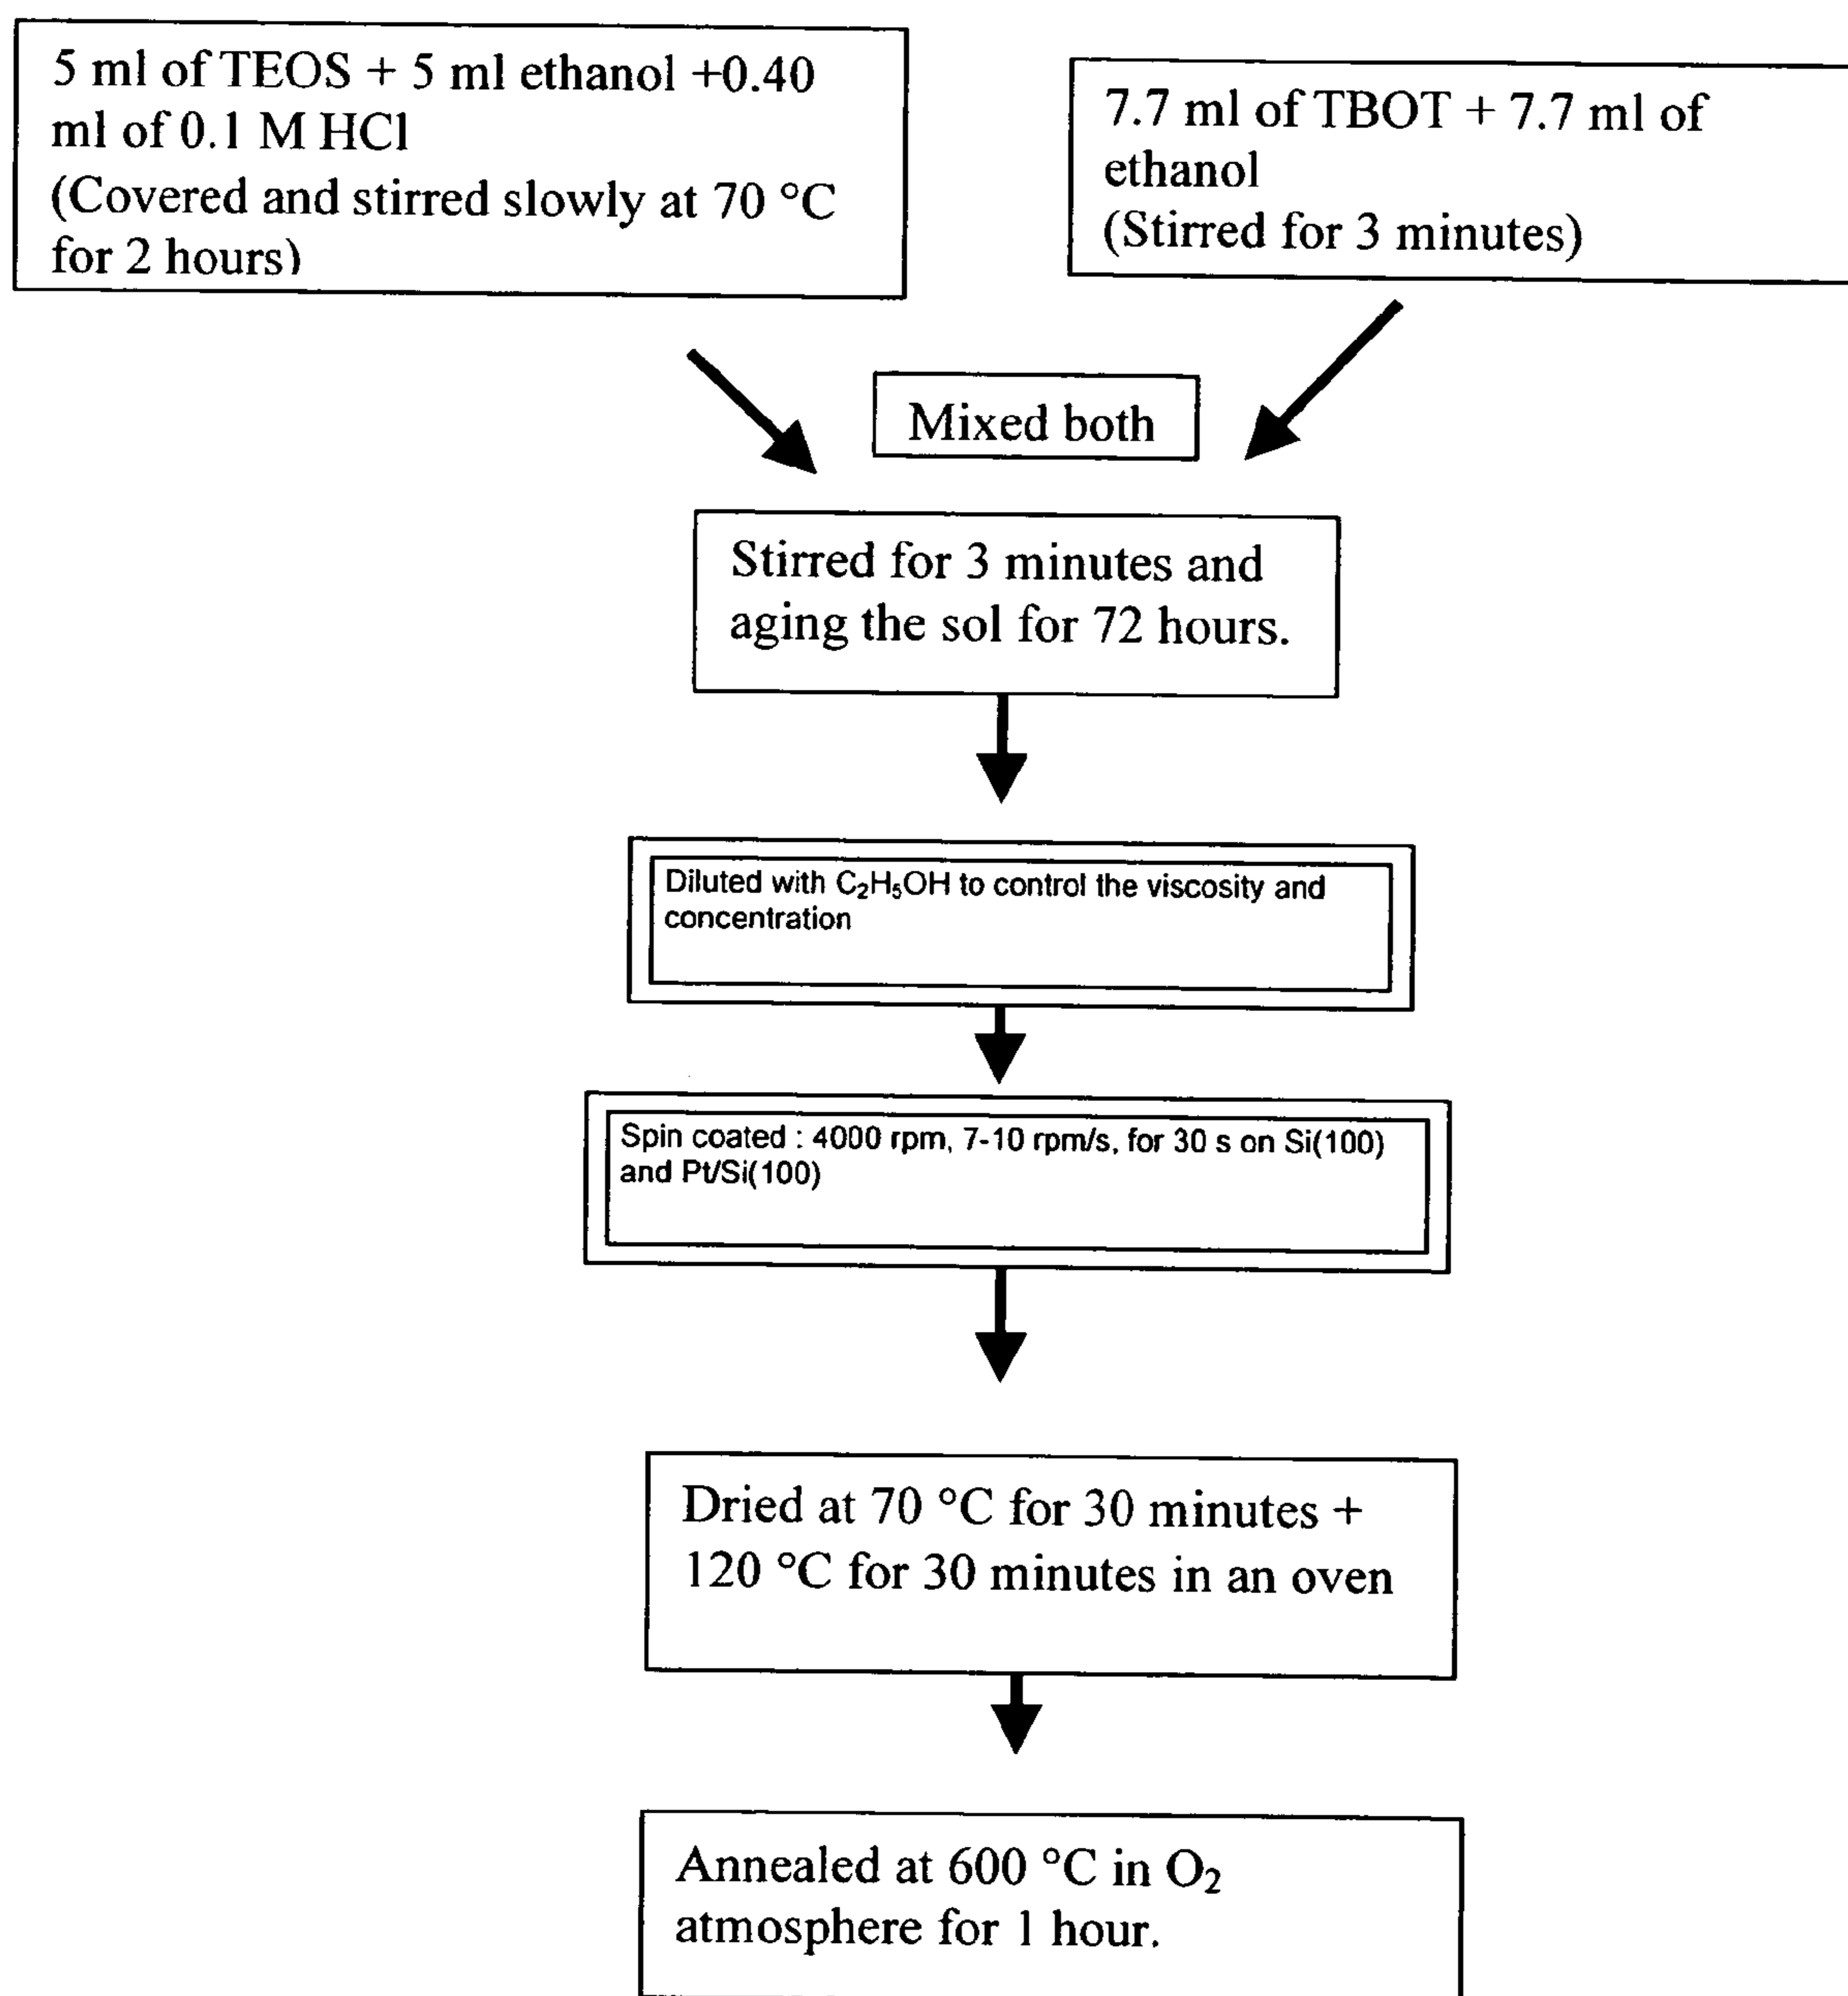 5 ml of TEOS + 5 ml ethanol +0.40
ml of 0.1 M HCl
(Covered and stirred slowly at 70 °C
for 2 hours)
7.7 ml of TBOT + 7.7 ml of
ethanol
(Stirred for 3 minutes)
Mixed both
Stirred for 3 minutes and
aging the sol for 72 hours.
Diluted with C₂H₅OH to control the viscosity and
concentration
Spin coated : 4000 rpm, 7-10 rpm/s, for 30 s on Si(100)
and Pt/Si(100)
Dried at 70 °C for 30 minutes +
120 °C for 30 minutes in an oven
Annealed at 600 °C in O₂
atmosphere for 1 hour.